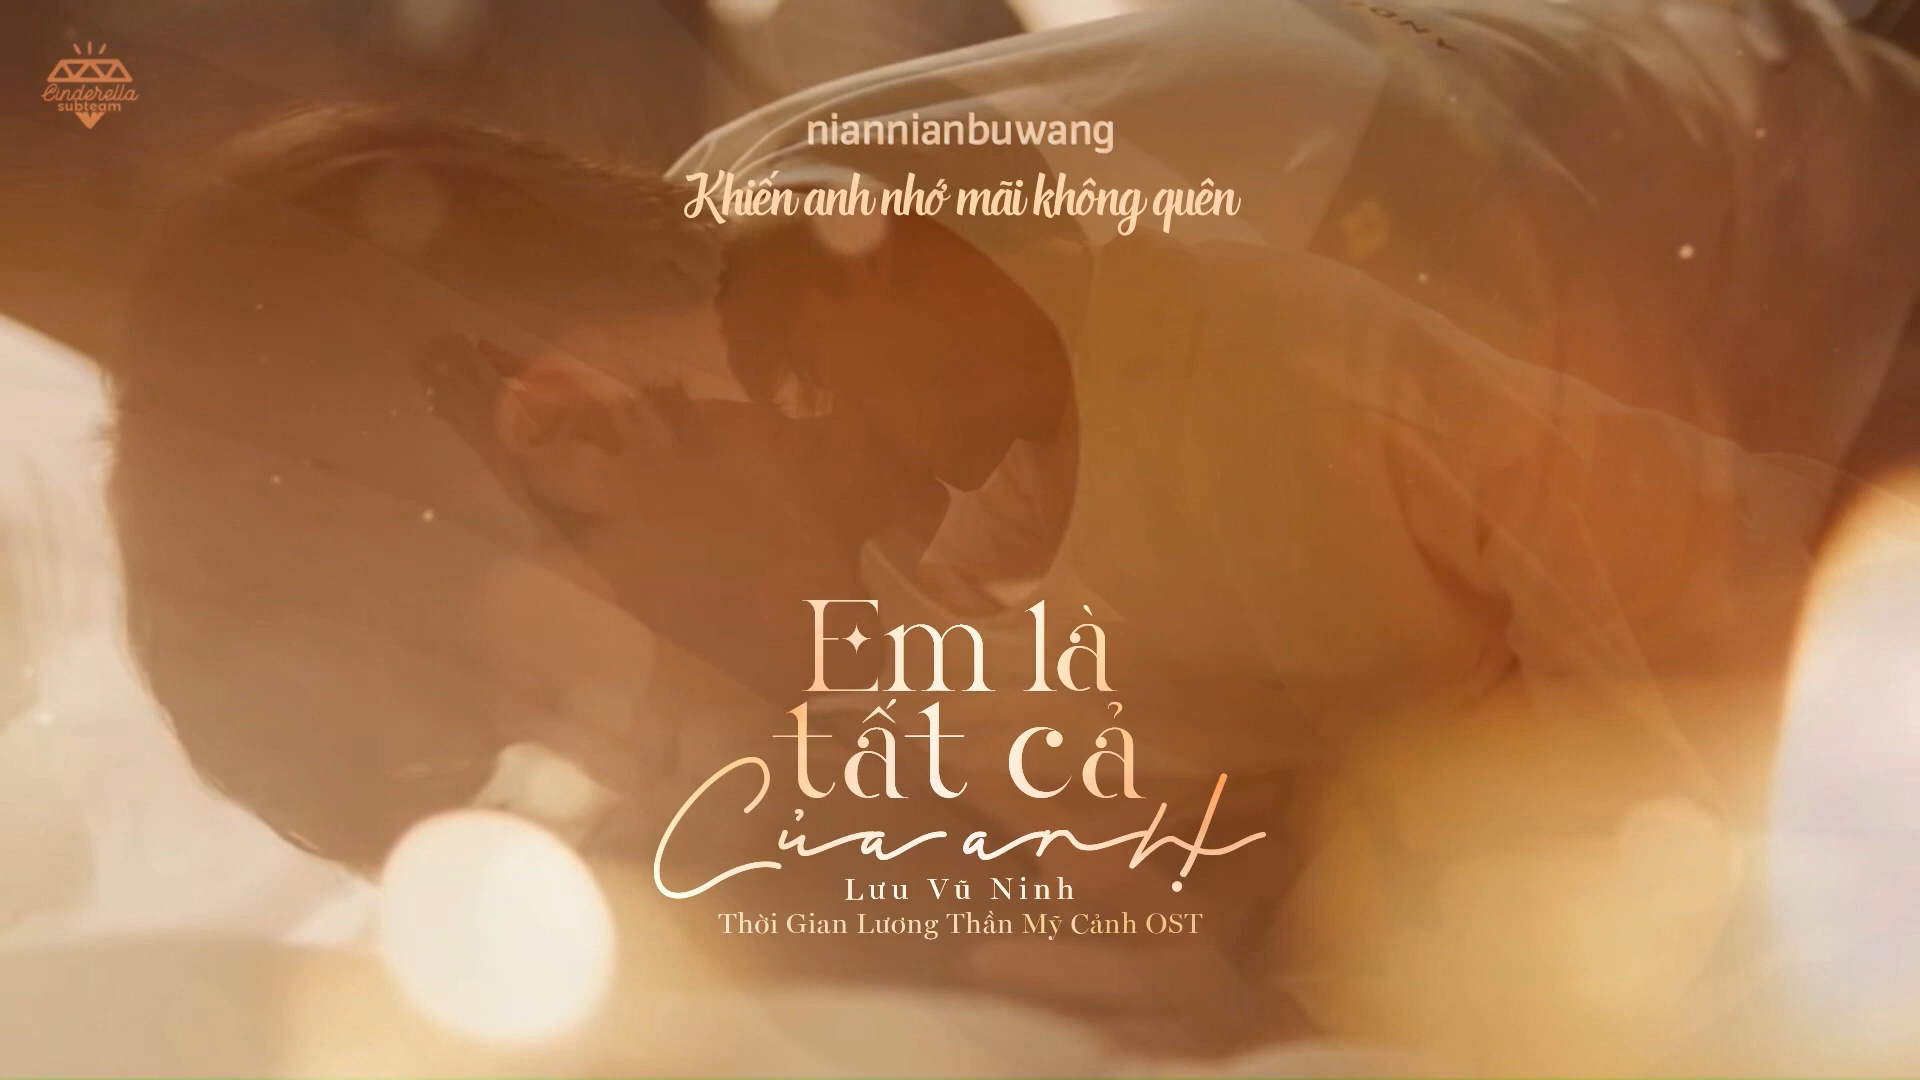 Cinderella
subteam
niannianbuwang
Khiến anh nhớ mãi không quên
Em là
tất cả
Của anh
Lưu Vũ Ninh
Thời Gian Lương Thần Mỹ Cảnh OST